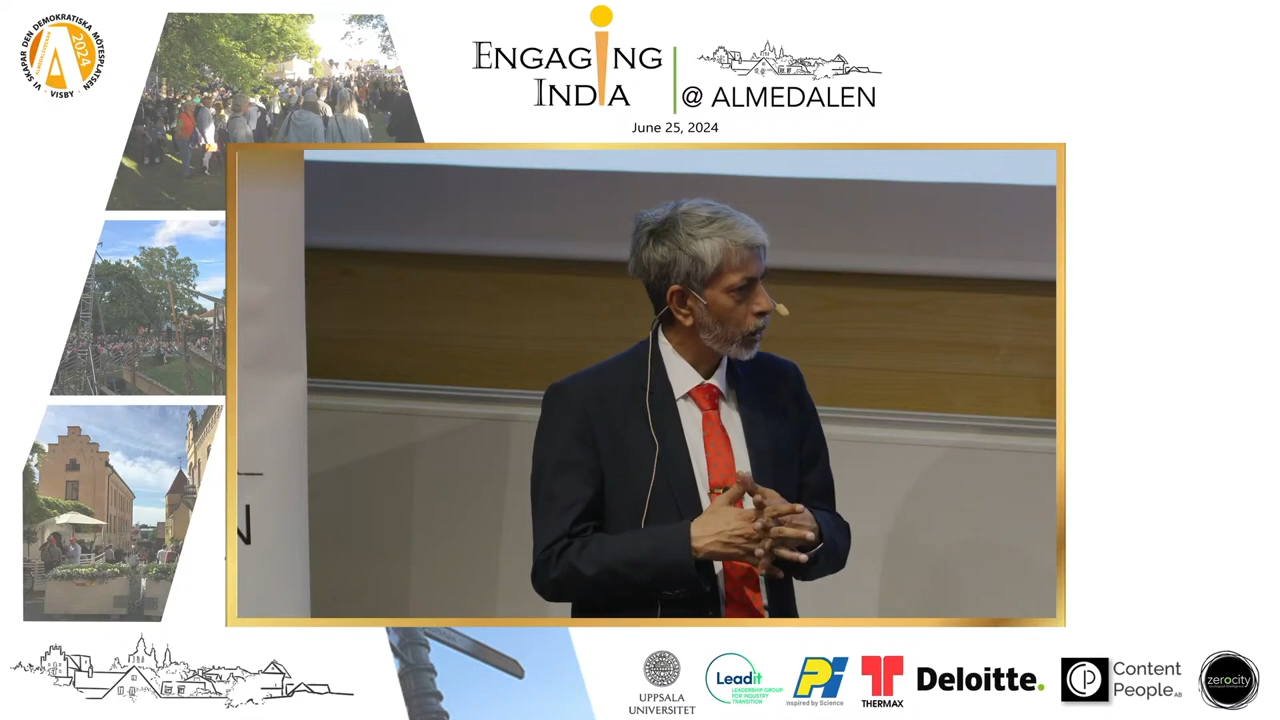 VI SKAPAR DEN DEMOKRATISKA MÖTESPLATSEN
2024
· VISBY ·
ENGAGING
INDIA
@ ALMEDALEN
June 25, 2024
N
UPPSALA
UNIVERSITET
Leadit
LEADERSHIP GROUP
FOR INDUSTRY
TRANSITION
Pi
Inspired by Science
THERMAX
Deloitte.
Content
People AB
zerocity